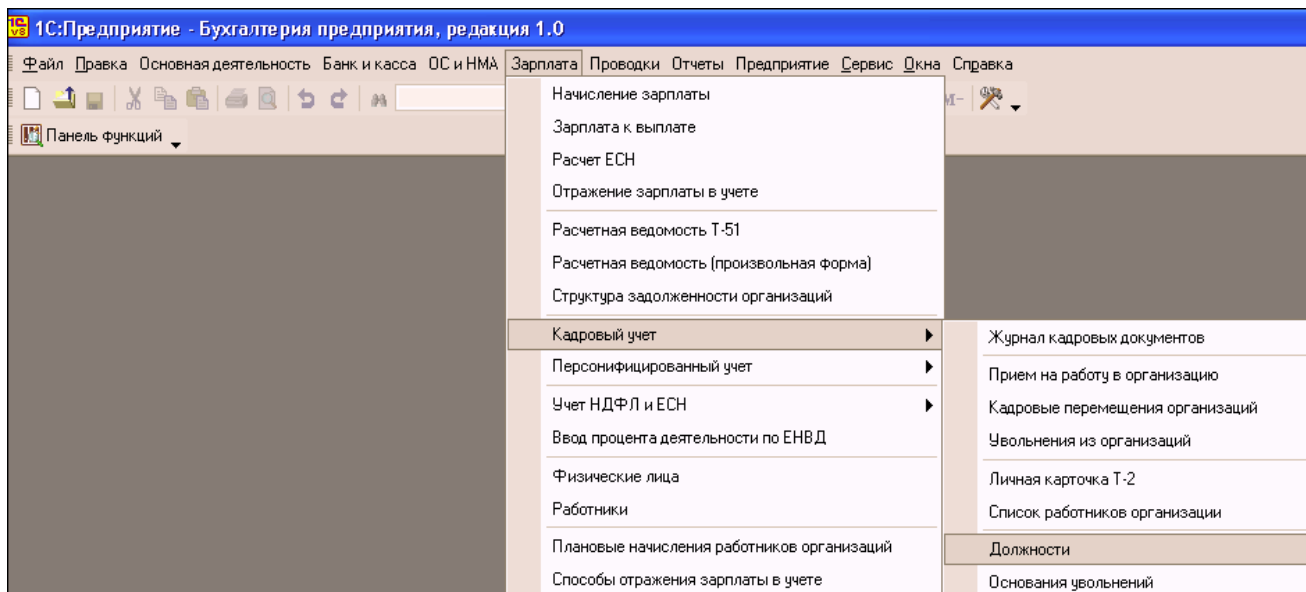 1С:Предприятие - Бухгалтерия предприятия, редакция 1.0
Файл Правка Основная деятельность Банк и касса ОС и НМА Зарплата Проводки Отчеты Предприятие Сервис Окна Справка
М-
Панель функций
Начисление зарплаты
Зарплата к выплате
Расчет ЕСН
Отражение зарплаты в учете
Расчетная ведомость Т-51
Расчетная ведомость (произвольная форма)
Структура задолженности организаций
Кадровый учет
Персонифицированный учет
Учет НДФЛ и ЕСН
Ввод процента деятельности по ЕНВД
Физические лица
Работники
Плановые начисления работников организаций
Способы отражения зарплаты в учете
Журнал кадровых документов
Прием на работу в организацию
Кадровые перемещения организаций
Увольнения из организаций
Личная карточка Т-2
Список работников организации
Должности
Основания увольнений